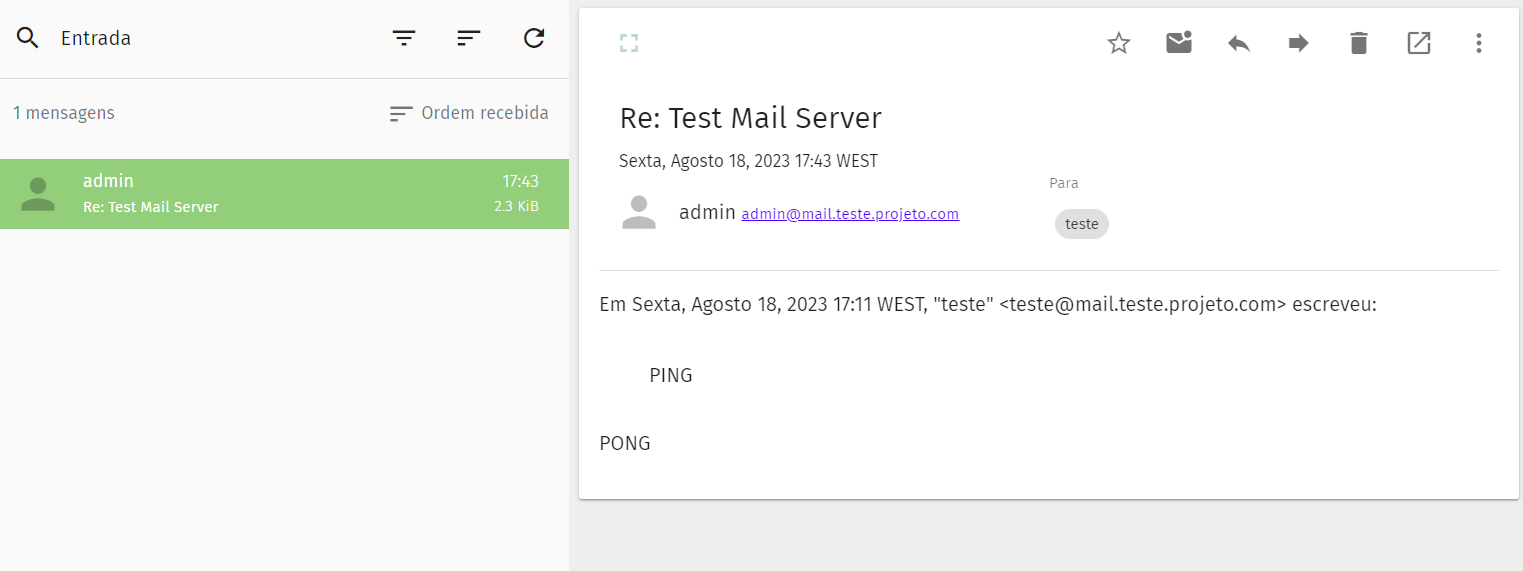 Entrada
1 mensagens
Ordem recebida
admin
17:43
Re: Test Mail Server
2.3 KiB
Re: Test Mail Server
Sexta, Agosto 18, 2023 17:43 WEST
Para
admin admin@mail.teste.projeto.com
teste
Em Sexta, Agosto 18, 2023 17:11 WEST, "teste" <teste@mail.teste.projeto.com> escreveu:
PING
PONG